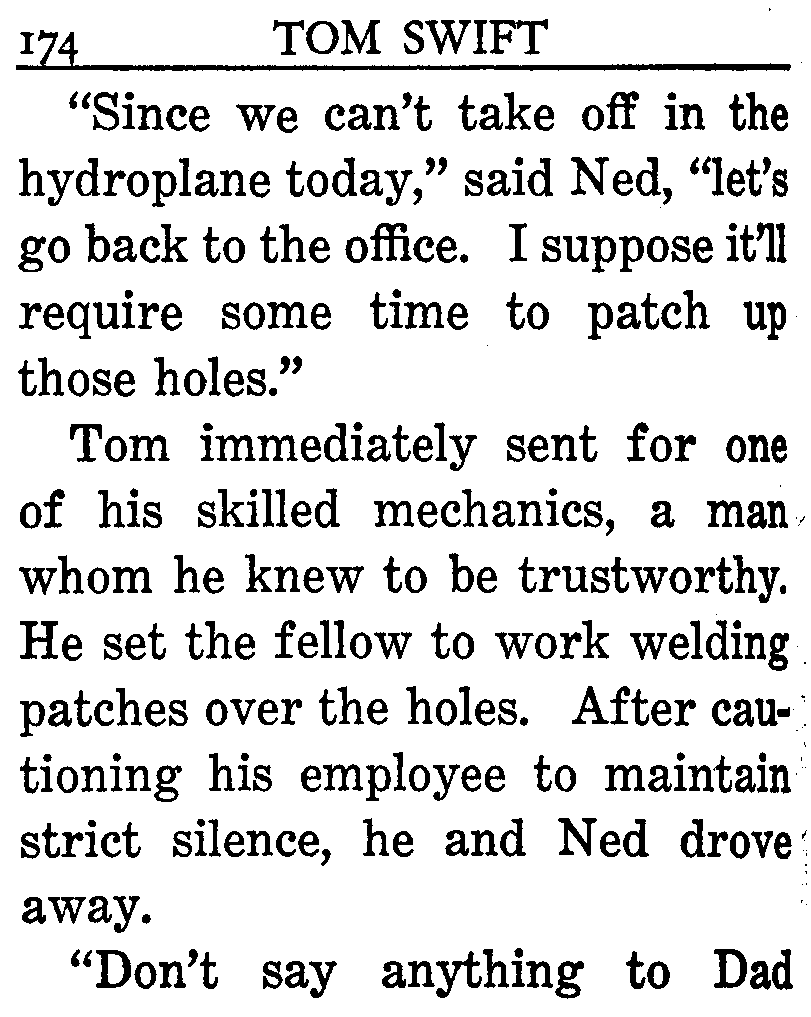 174 TOM SWIFT
"Since we can't take off in the
hydroplane today," said Ned, "let's
go back to the office. I suppose it'll
require some time to patch up
those holes."
Tom immediately sent for one
of his skilled mechanics, a man
whom he knew to be trustworthy.
He set the fellow to work welding
patches over the holes. After cau-
tioning his employee to maintain
strict silence, he and Ned drove
away.
"Don't say anything to Dad